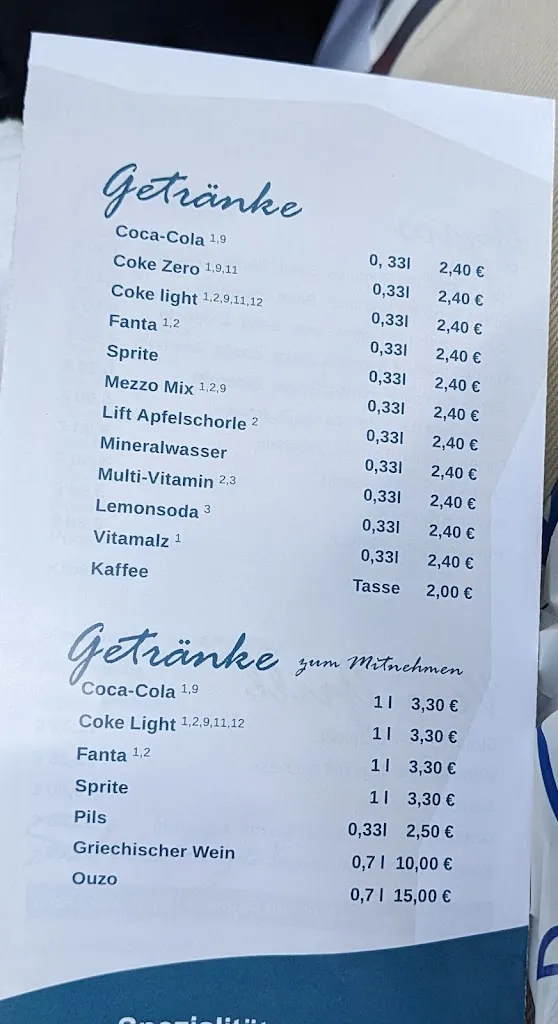 Getränke
Coca-Cola 1,9 0, 33l 2,40 €
Coke Zero 1,9,11 0,33l 2,40 €
Coke light 1,2,9,11,12 0,33l 2,40 €
Fanta 1,2 0,33l 2,40 €
Sprite 0,33l 2,40 €
Mezzo Mix 1,2,9 0,33l 2,40 €
Lift Apfelschorle 2 0,33l 2,40 €
Mineralwasser 0,33l 2,40 €
Multi-Vitamin 2,3 0,33l 2,40 €
Lemonsoda 3 0,33l 2,40 €
Vitamalz 1 0,33l 2,40 €
Kaffee Tasse 2,00 €
Getränke zum Mitnehmen
Coca-Cola 1,9 1 l 3,30 €
Coke Light 1,2,9,11,12 1 l 3,30 €
Fanta 1,2 1 l 3,30 €
Sprite 1 l 3,30 €
Pils 0,33l 2,50 €
Griechischer Wein 0,7 l 10,00 €
Ouzo 0,7 l 15,00 €